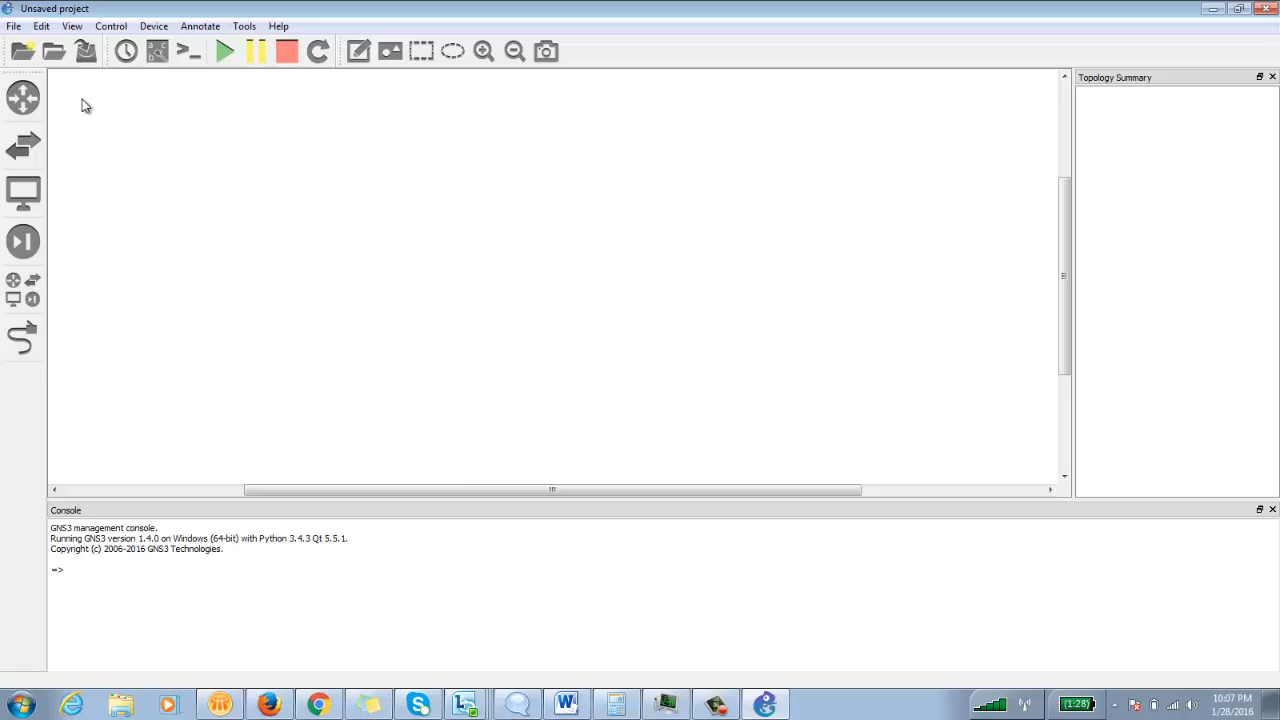 Unsaved project
File Edit View Control Device Annotate Tools Help
Topology Summary
Console
GNS3 management console.
Running GNS3 version 1.4.0 on Windows (64-bit) with Python 3.4.3 Qt 5.5.1.
Copyright (c) 2006-2016 GNS3 Technologies.
=>
(1:28)
10:07 PM
1/28/2016